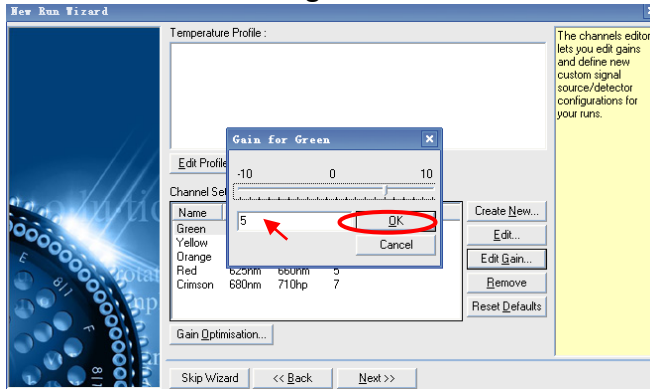 New Run Wizard
Temperature Profile :
The channels editor
lets you edit gains
and define new
custom signal
source/detector
configurations for
your runs.
Gain for Green
-10 0 10
5
OK
Cancel
Edit Profile
Channel Se
Name
Green
Yellow
Orange
Red 625nm 660nm 5
Crimson 680nm 710hp 7
Create New...
Edit...
Edit Gain...
Remove
Reset Defaults
Gain Optimisation...
Skip Wizard << Back Next >>